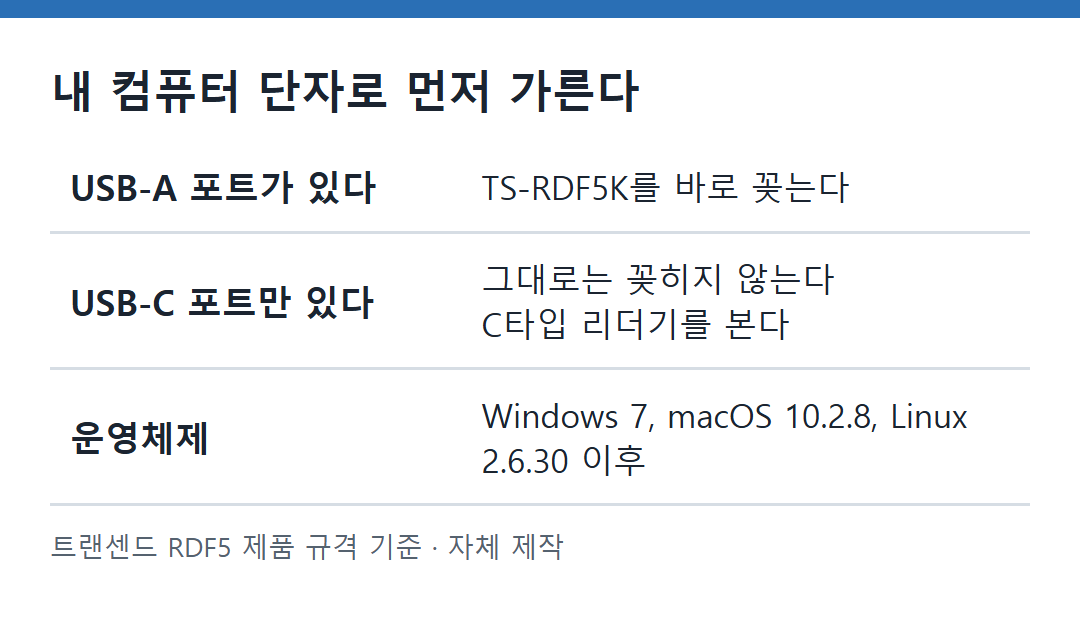 내 컴퓨터 단자로 먼저 가른다
USB-A 포트가 있다
TS-RDF5K를 바로 꽂는다
USB-C 포트만 있다
그대로는 꽂히지 않는다
C타입 리더기를 본다
운영체제
Windows 7, macOS 10.2.8, Linux
2.6.30 이후
트랜센드 RDF5 제품 규격 기준 · 자체 제작